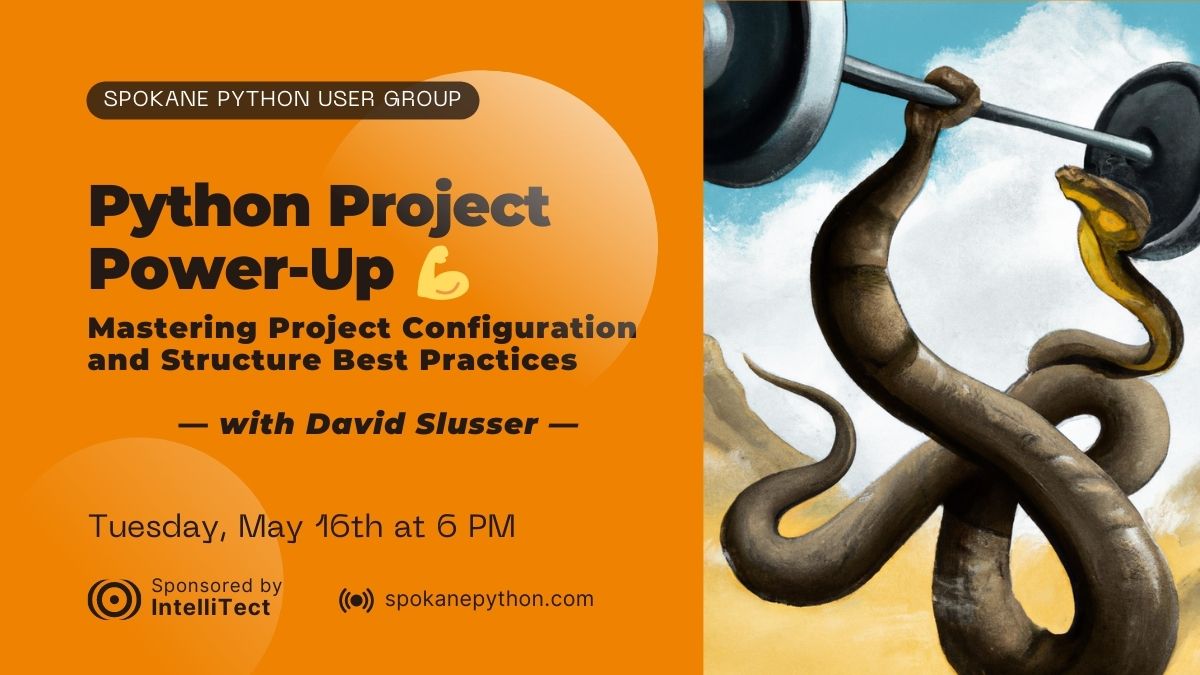 SPOKANE PYTHON USER GROUP
Python Project
Power-Up 💪
Mastering Project Configuration
and Structure Best Practices
— with David Slusser —
Tuesday, May 16th at 6 PM
Sponsored by
IntelliTect
spokanepython.com